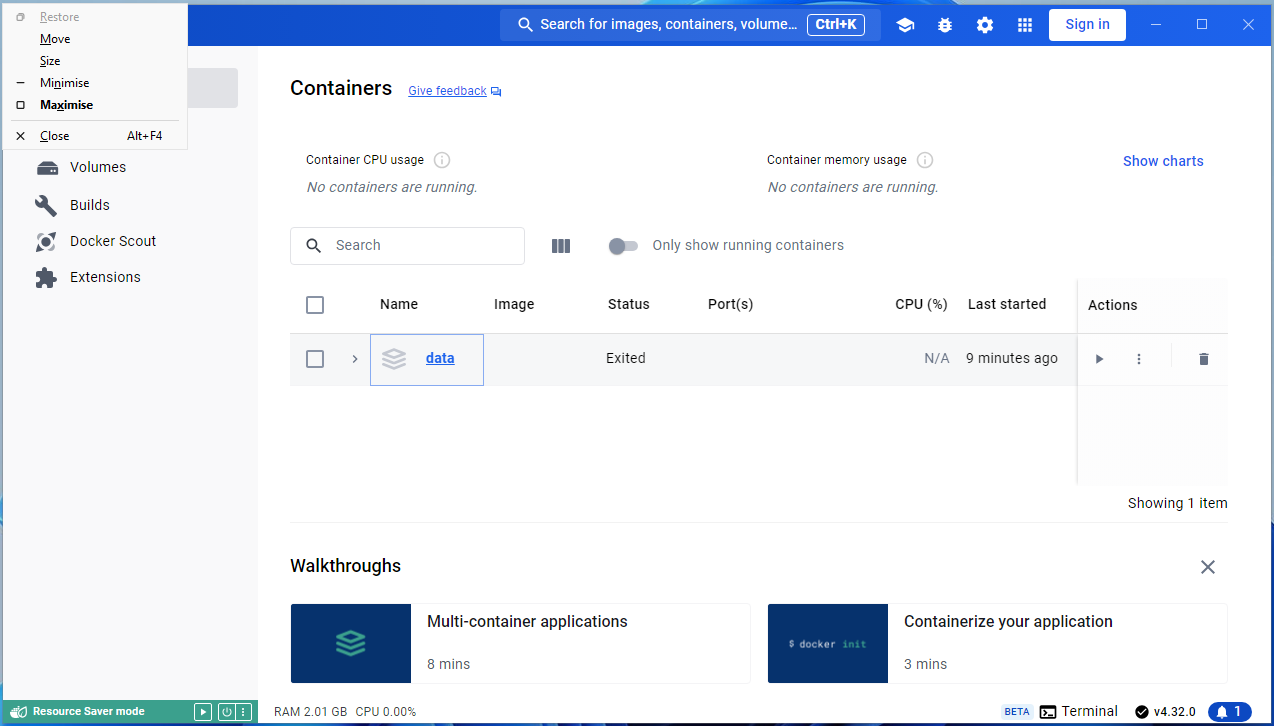 Restore
Move
Size
Minimise
Maximise
Close Alt+F4
Search for images, containers, volume... Ctrl+K
Sign in
Volumes
Builds
Docker Scout
Extensions
Containers Give feedback
Container CPU usage
No containers are running.
Container memory usage
No containers are running.
Show charts
Search
Only show running containers
Name Image Status Port(s) CPU (%) Last started Actions
data Exited N/A 9 minutes ago
Showing 1 item
Walkthroughs
Multi-container applications
8 mins
$ docker init
Containerize your application
3 mins
Resource Saver mode
RAM 2.01 GB CPU 0.00%
BETA Terminal v4.32.0 1